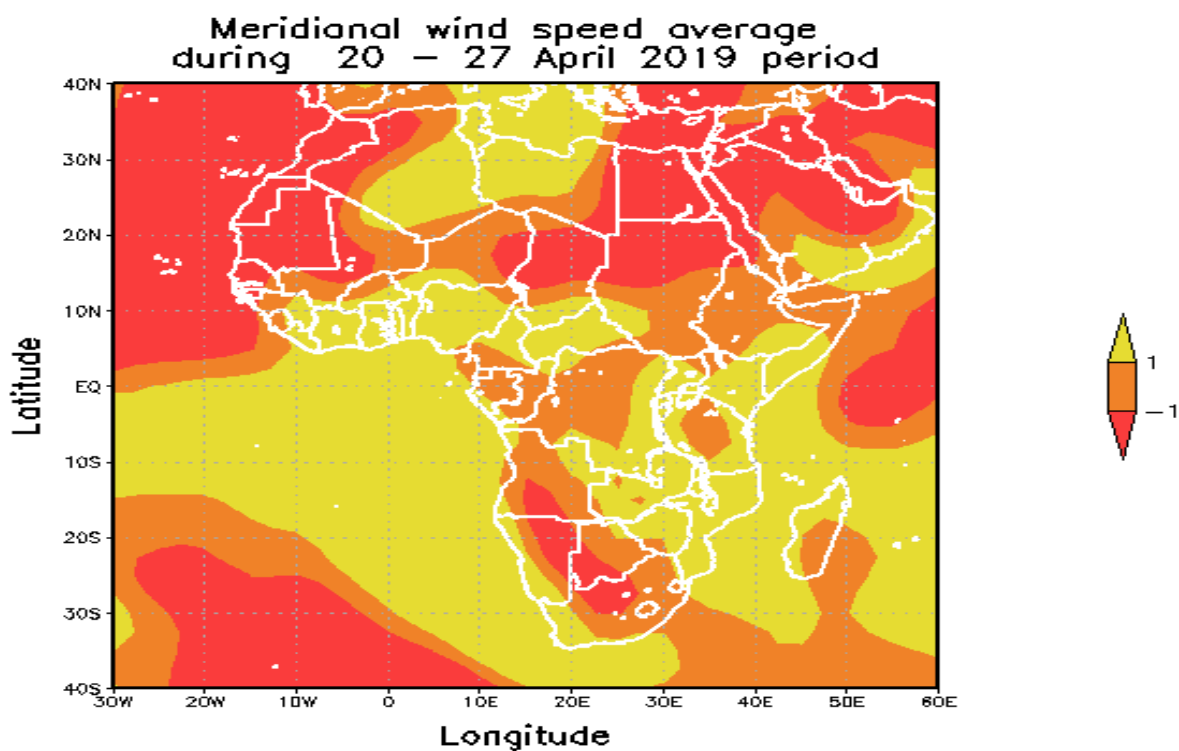 Meridional wind speed average
during 20 – 27 April 2019 period
40N
30N
20N
10N
EQ
10S
20S
30S
40S
Latitude
30W 20W 10W 0 10E 20E 30E 40E 50E 60E
Longitude
1
–1